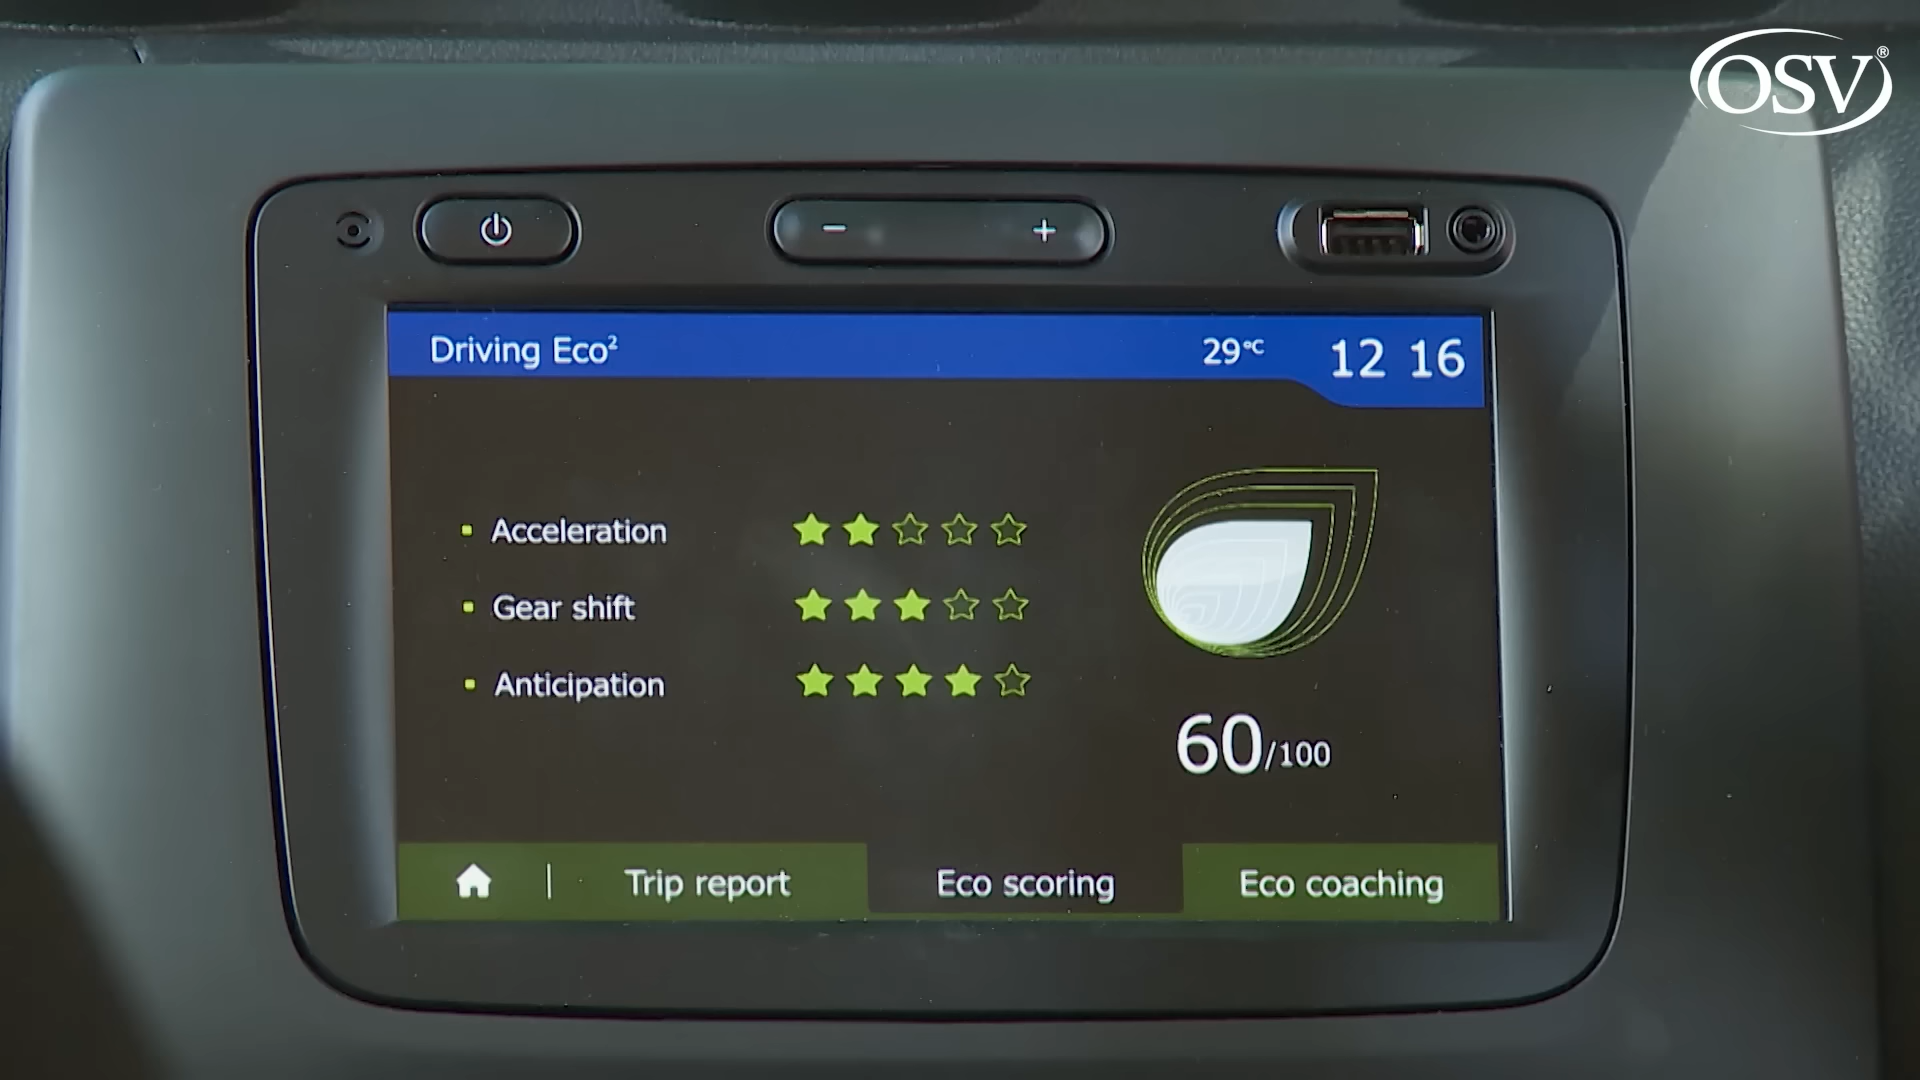 OSV®
Driving Eco²
29°C
12 16
Acceleration
Gear shift
Anticipation
60/100
Trip report
Eco scoring
Eco coaching